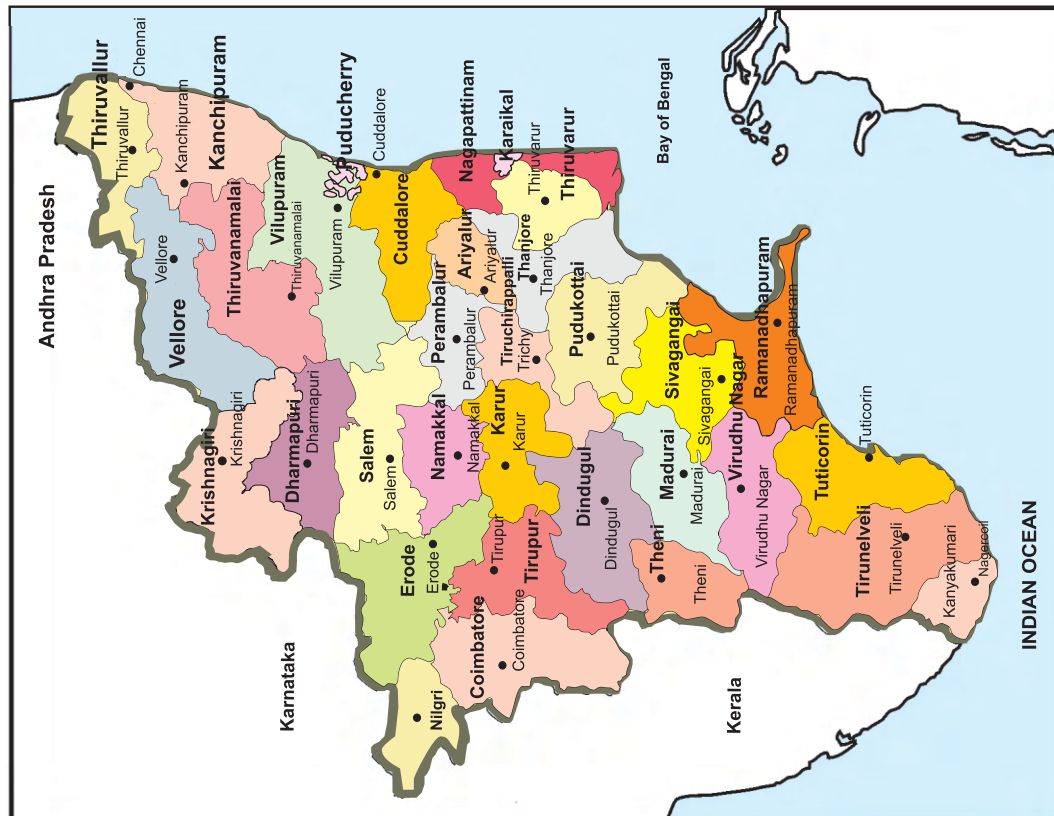 Andhra Pradesh
Thiruvallur
Thiruvallur
Chennai
Kanchipuram
Kanchipuram
Vellore
Vellore
Thiruvanamalai
Thiruvanamalai
Vilupuram
Vilupuram
Puducherry
Cuddalore
Cuddalore
Krishnagiri
Krishnagiri
Dharmapuri
Dharmapuri
Salem
Salem
Namakkal
Namakkal
Perambalur
Perambalur
Ariyalur
Ariyalur
Nagapattinam
Karaikal
Thiruvarur
Thiruvarur
Thanjore
Thanjore
Tiruchirappalli
Trichy
Karur
Karur
Erode
Erode
Tirupur
Tirupur
Coimbatore
Coimbatore
Nilgri
Karnataka
Dindugul
Dindugul
Pudukottai
Pudukottai
Sivagangai
Sivagangai
Madurai
Madurai
Theni
Theni
Virudhu Nagar
Virudhu Nagar
Ramanadhapuram
Ramanadhapuram
Tuticorin
Tuticorin
Tirunelveli
Tirunelveli
Kanyakumari
Nagercoil
Kerala
Bay of Bengal
INDIAN OCEAN